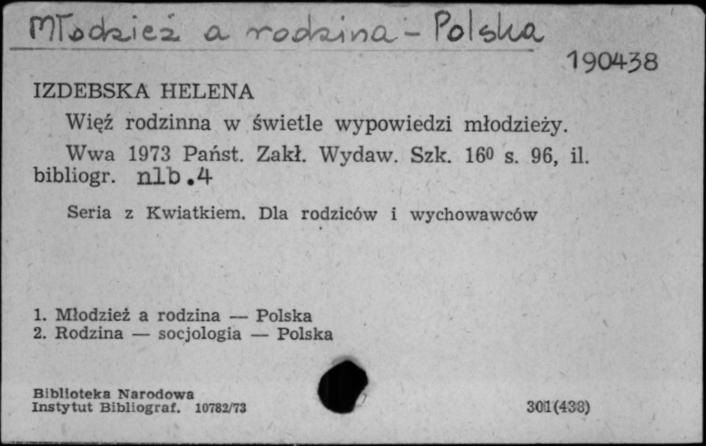 Młodzież a rodzina - Polska
190438
IZDEBSKA HELENA
Więź rodzinna w świetle wypowiedzi młodzieży.
Wwa 1973 Państ. Zakł. Wydaw. Szk. 16⁰ s. 96, il.
bibliogr. nlb.4
Seria z Kwiatkiem. Dla rodziców i wychowawców
1. Młodzież a rodzina — Polska
2. Rodzina — socjologia — Polska
Biblioteka Narodowa
Instytut Bibliograf. 10782/73
301(438)